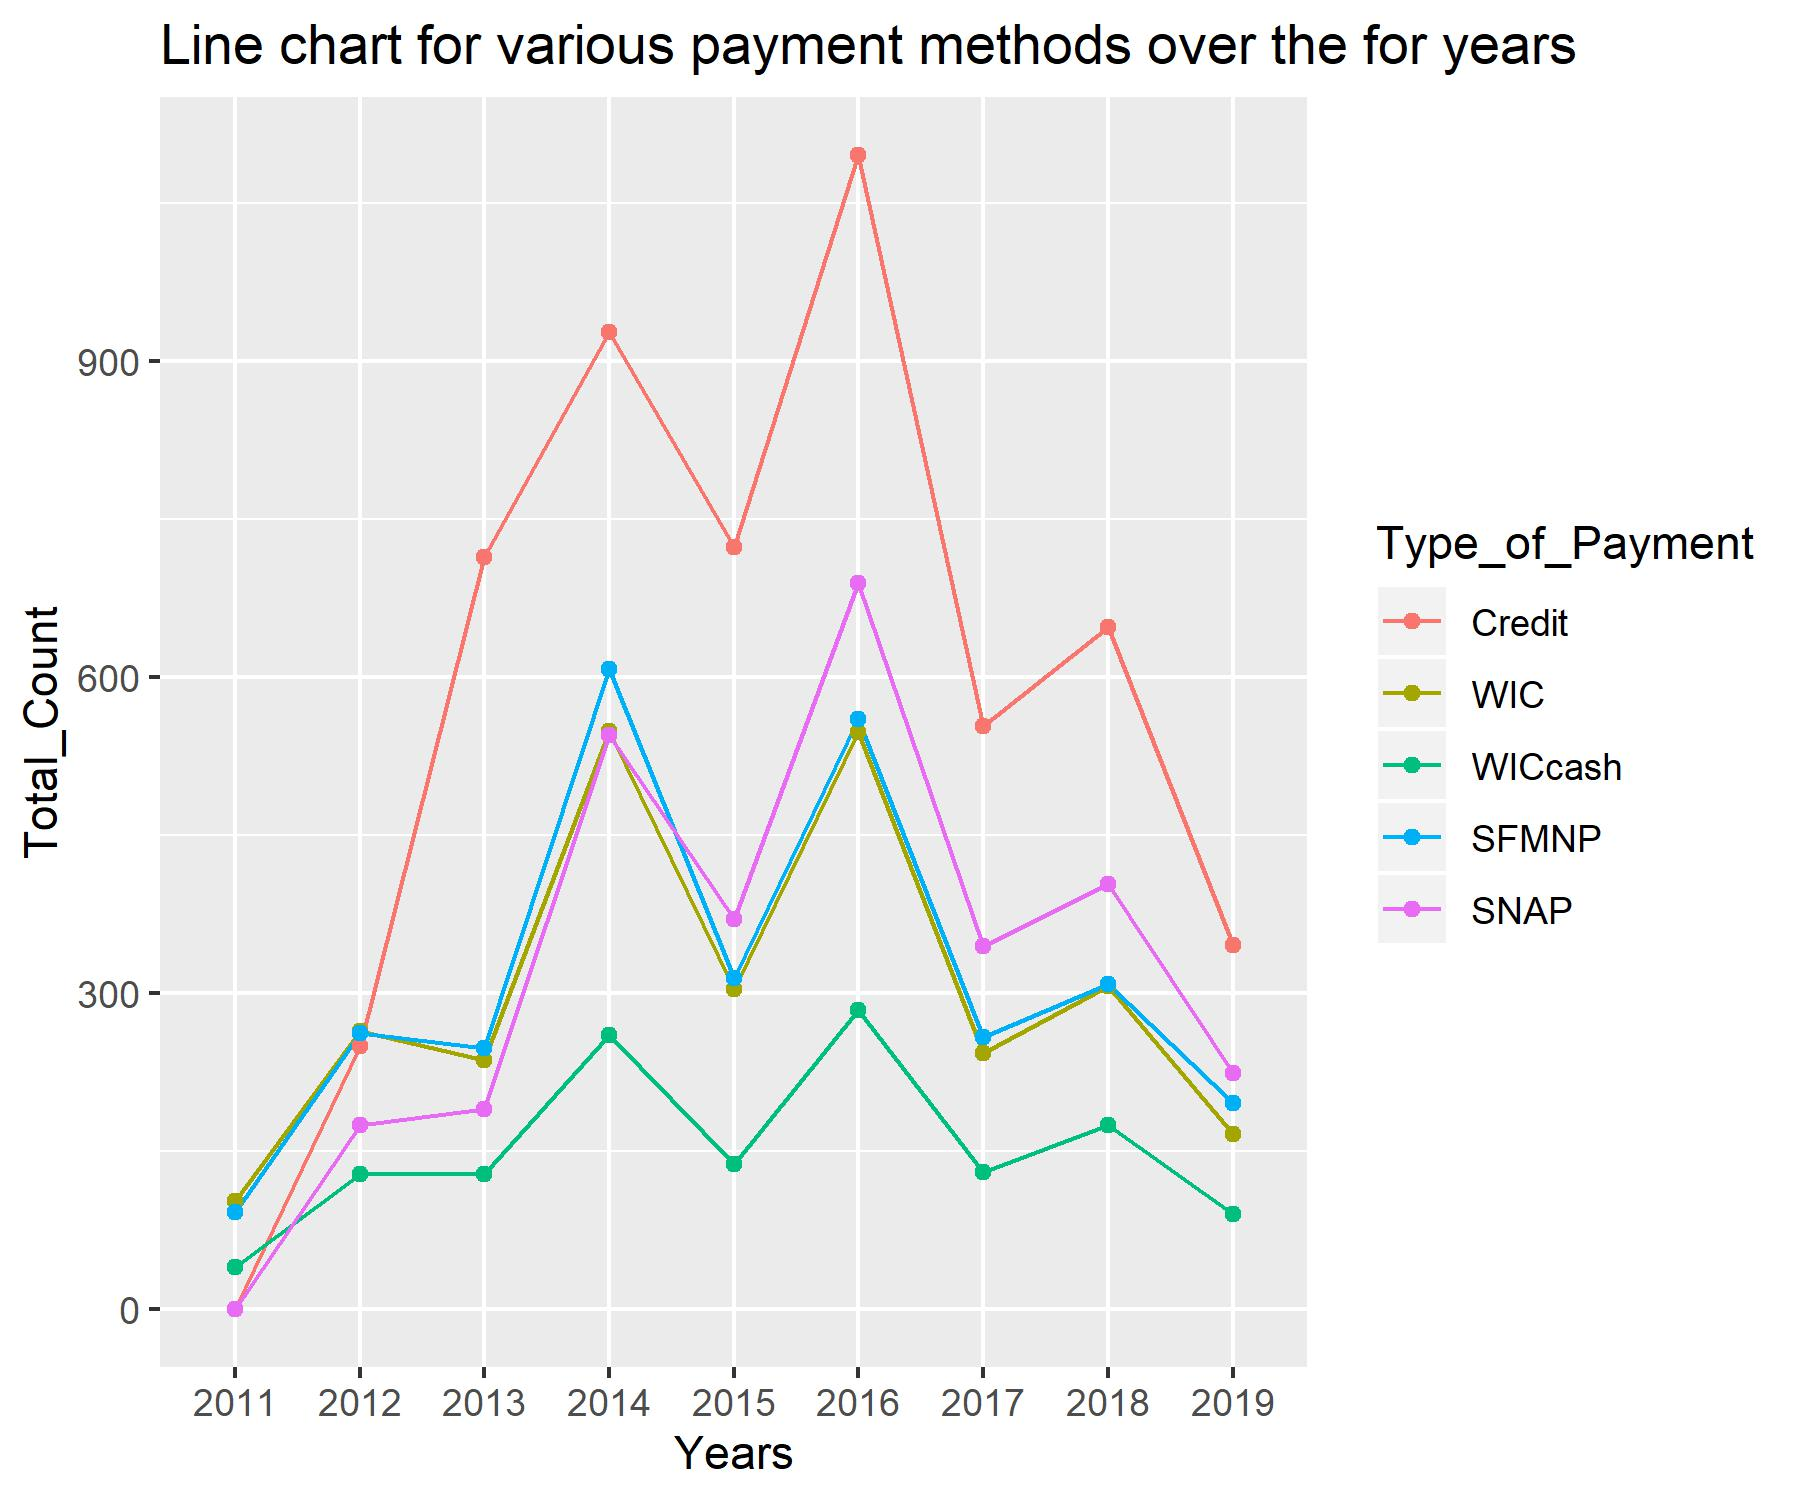 Line chart for various payment methods over the for years
Total_Count
900
600
300
0
2011 2012 2013 2014 2015 2016 2017 2018 2019
Years
Type_of_Payment
Credit
WIC
WICcash
SFMNP
SNAP